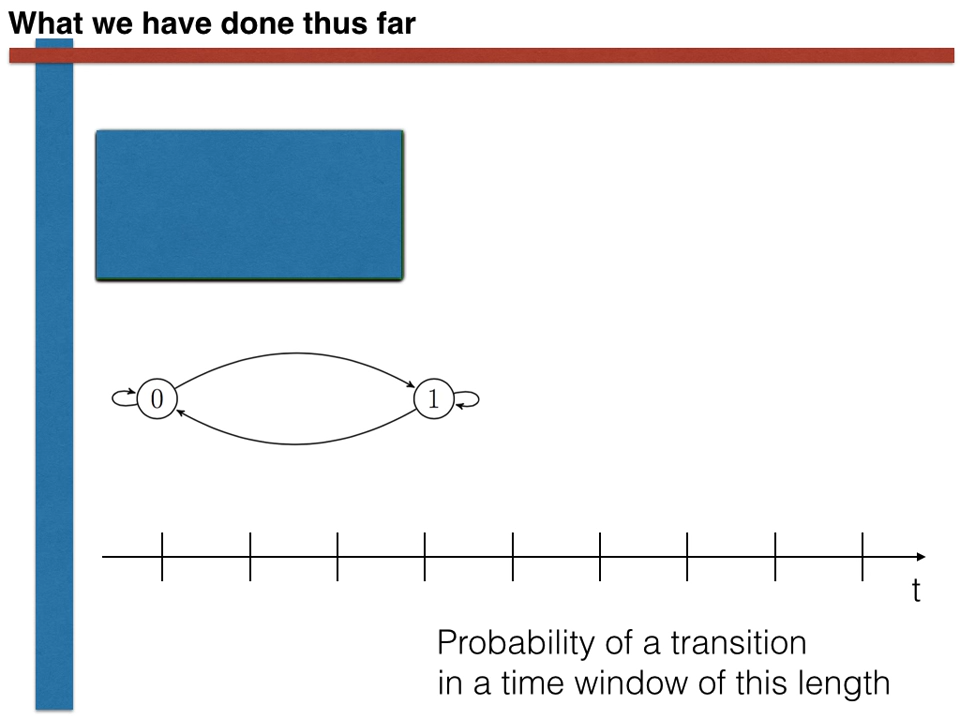 What we have done thus far
0
1
t
Probability of a transition
in a time window of this length